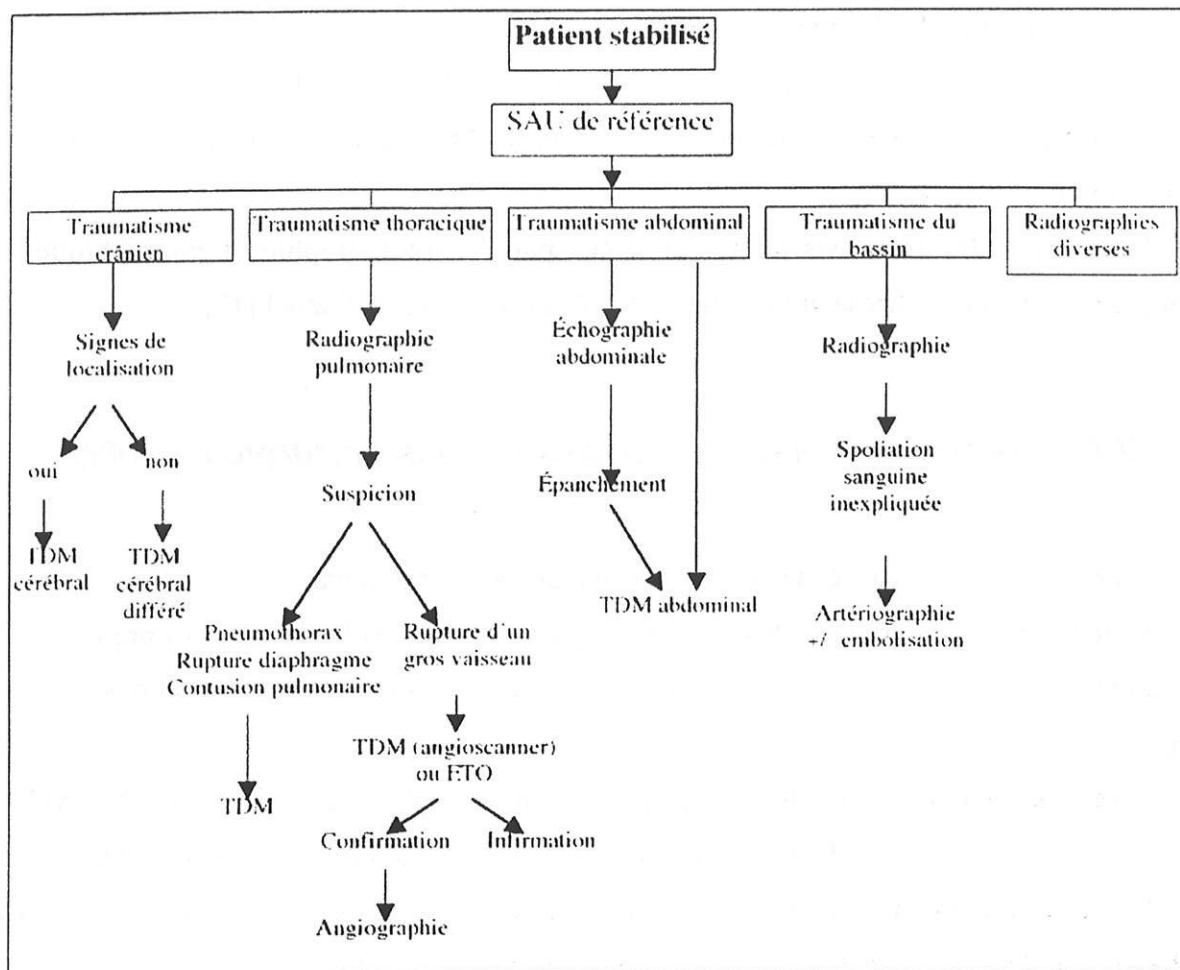 Patient stabilisé
SAU de référence
Traumatisme
crânien
Traumatisme thoracique
Traumatisme abdominal
Traumatisme du
bassin
Radiographies
diverses
Signes de
localisation
oui
non
TDM
cérébral
TDM
cérébral
différé
Radiographie
pulmonaire
Suspicion
Pneumothorax
Rupture diaphragme
Contusion pulmonaire
TDM
Rupture d'un
gros vaisseau
TDM (angioscanner)
ou ETO
Confirmation
Infirmation
Angiographie
Échographie
abdominale
Épanchement
TDM abdominal
Radiographie
Spoliation
sanguine
inexpliquée
Artériographie
+/- embolisation